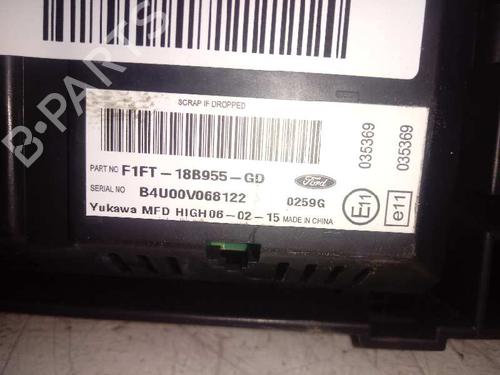 SCRAP IF DROPPED
PART NO F1FT-18B955-GD
Ford
SERIAL NO B4U00V068122 0259G
Yukawa MFD HIGH06-02-15 MADE IN CHINA
E11 035369
e11 035369
B-PARTS